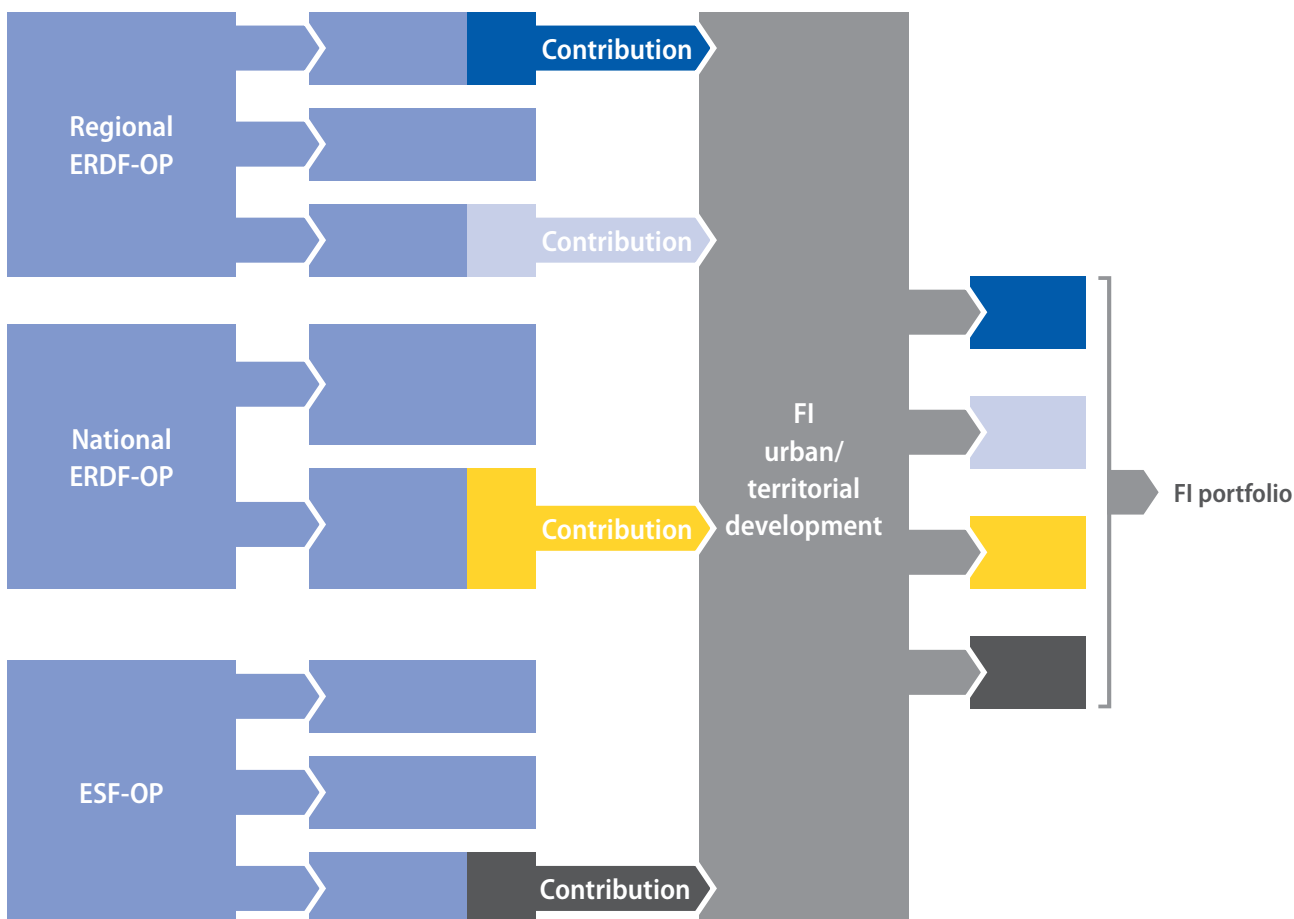 Contribution
Regional
ERDF-OP
Contribution
National
ERDF-OP
Contribution
FI
urban/
territorial
development
FI portfolio
ESF-OP
Contribution